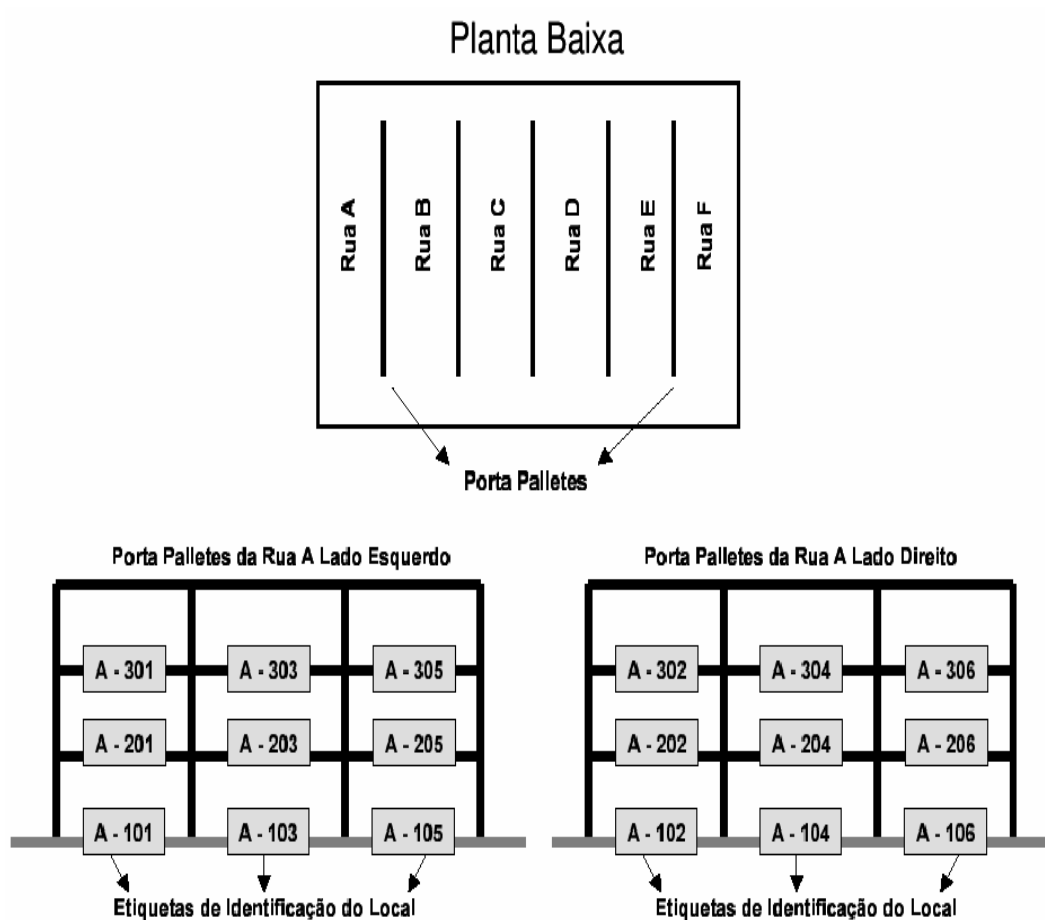 Planta Baixa
Rua A
Rua B
Rua C
Rua D
Rua E
Rua F
Porta Palletes
Porta Palletes da Rua A Lado Esquerdo
A - 301 A - 303 A - 305
A - 201 A - 203 A - 205
A - 101 A - 103 A - 105
Etiquetas de Identificação do Local
Porta Palletes da Rua A Lado Direito
A - 302 A - 304 A - 306
A - 202 A - 204 A - 206
A - 102 A - 104 A - 106
Etiquetas de Identificação do Local